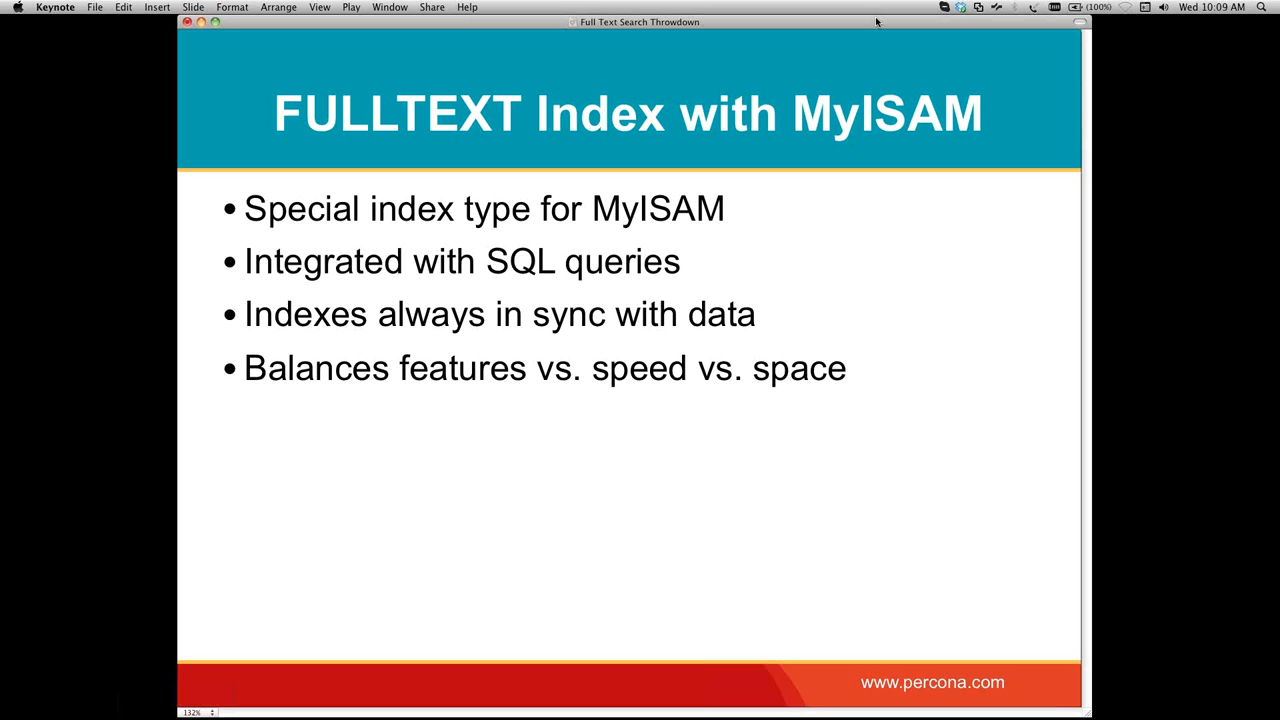 Keynote File Edit Insert Slide Format Arrange View Play Window Share Help (100%) Wed 10:09 AM
Full Text Search Throwdown
FULLTEXT Index with MyISAM
• Special index type for MyISAM
• Integrated with SQL queries
• Indexes always in sync with data
• Balances features vs. speed vs. space
www.percona.com
132%